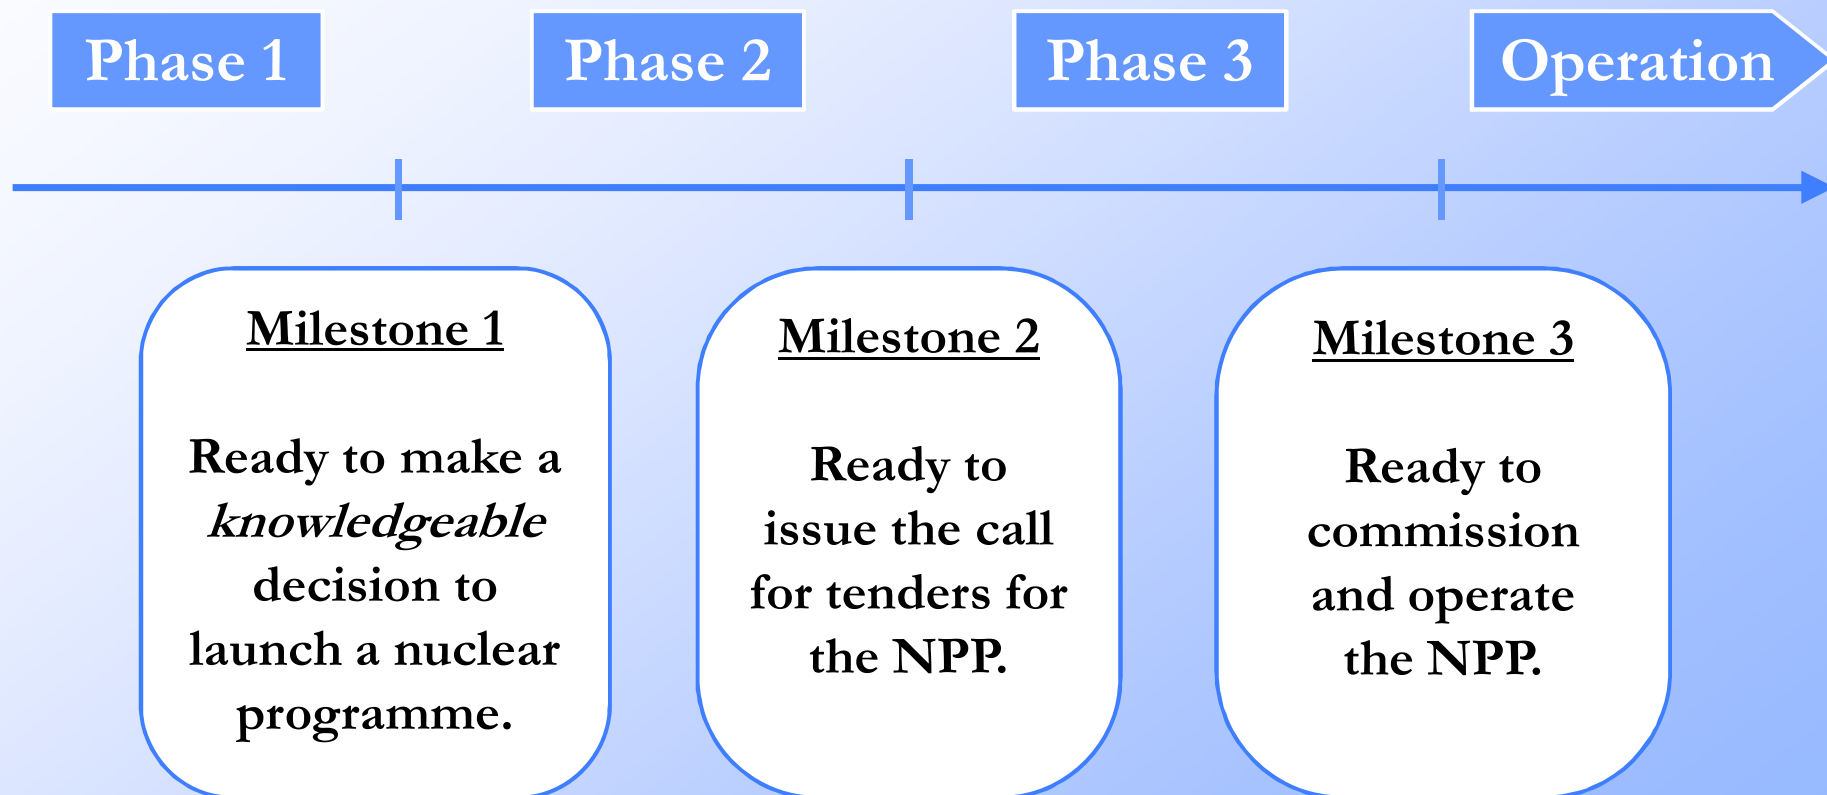 Phase 1
Phase 2
Phase 3
Operation
Milestone 1
Ready to make a
knowledgeable
decision to
launch a nuclear
programme.
Milestone 2
Ready to
issue the call
for tenders for
the NPP.
Milestone 3
Ready to
commission
and operate
the NPP.